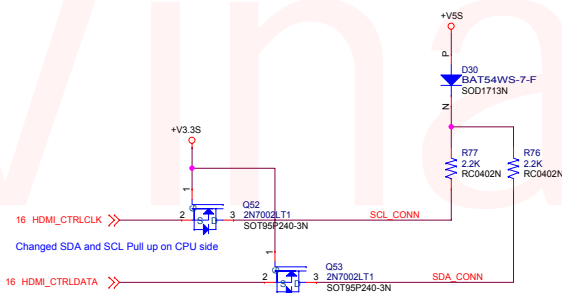 +V5S
P
D30
BAT54WS-7-F
SOD1713N
N
+V3.3S
R77
2.2K
RC0402N
R76
2.2K
RC0402N
1
Q52
16 HDMI_CTRLCLK
2
S
D
3
2N7002LT1
SCL_CONN
SOT95P240-3N
Changed SDA and SCL Pull up on CPU side
1
Q53
16 HDMI_CTRLDATA
2
S
D
3
2N7002LT1
SDA_CONN
SOT95P240-3N
vina